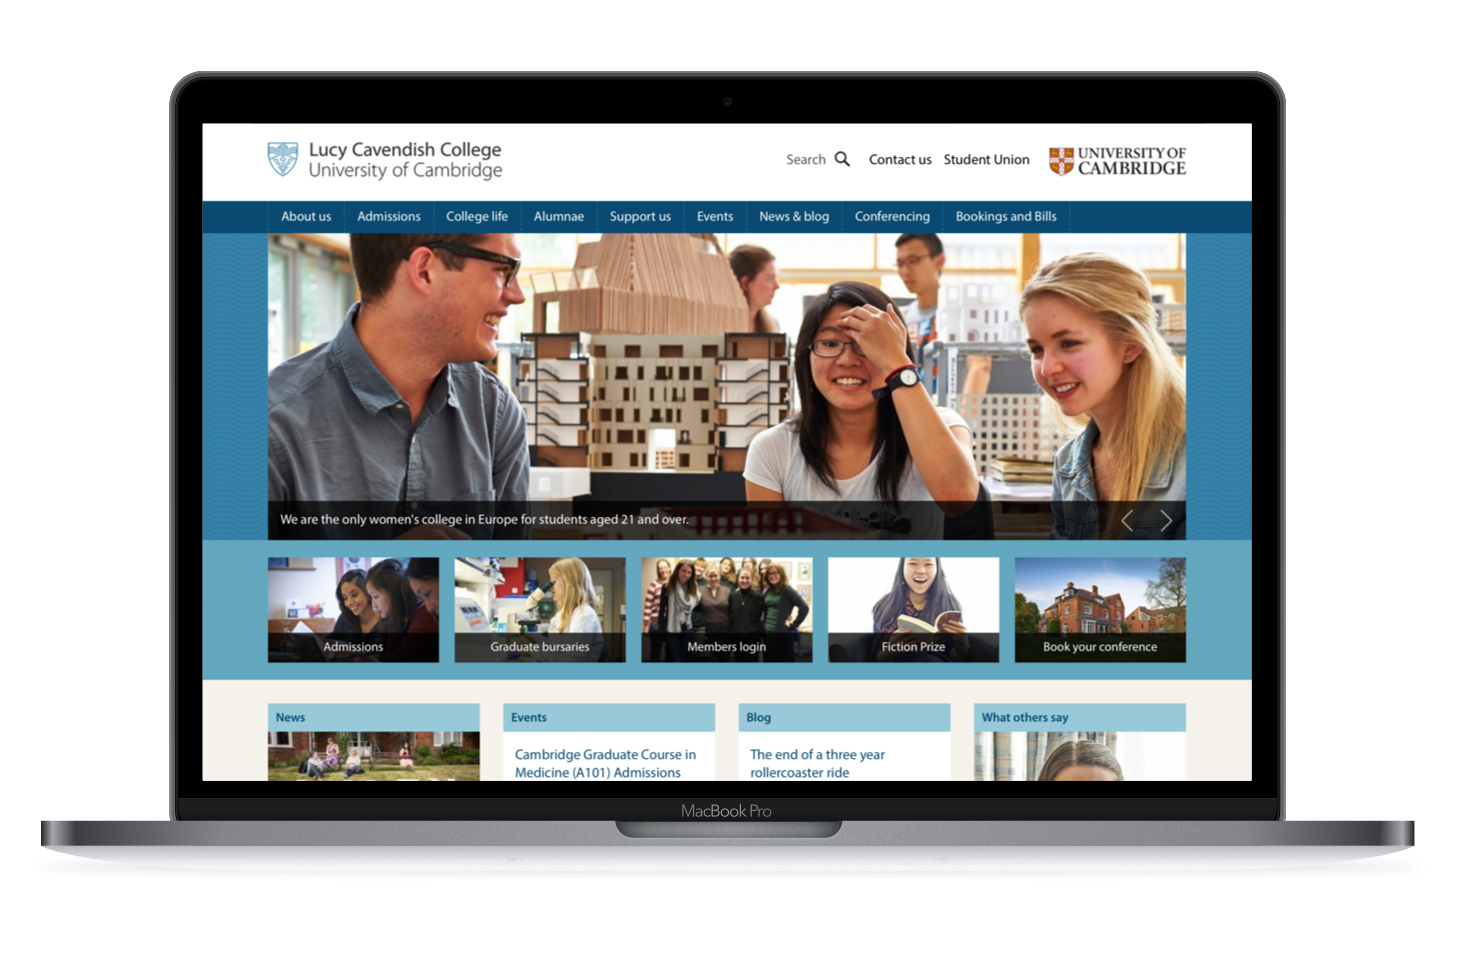 Lucy Cavendish College
University of Cambridge
Search
Contact us
Student Union
UNIVERSITY OF
CAMBRIDGE
About us
Admissions
College life
Alumnae
Support us
Events
News & blog
Conferencing
Bookings and Bills
We are the only women's college in Europe for students aged 21 and over.
Admissions
Graduate bursaries
Members login
Fiction Prize
Book your conference
News
Events
Cambridge Graduate Course in
Medicine (A101) Admissions
Blog
The end of a three year
rollercoaster ride
What others say
MacBook Pro